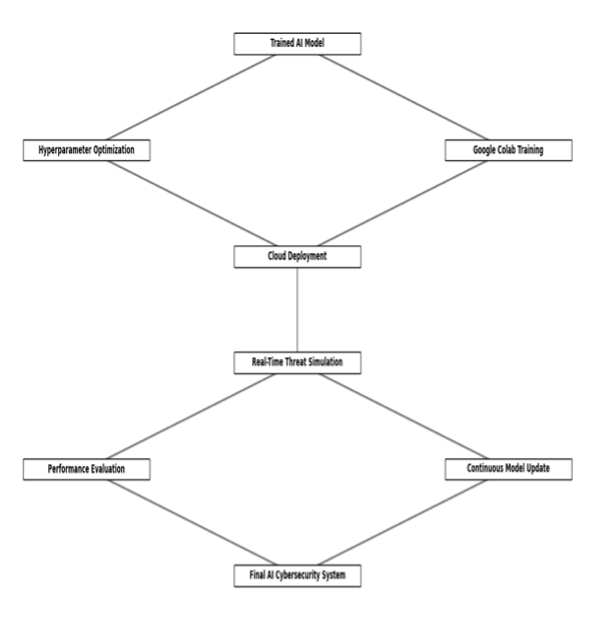 Trained AI Model
Hyperparameter Optimization
Google Colab Training
Cloud Deployment
Real-Time Threat Simulation
Performance Evaluation
Continuous Model Update
Final AI Cybersecurity System